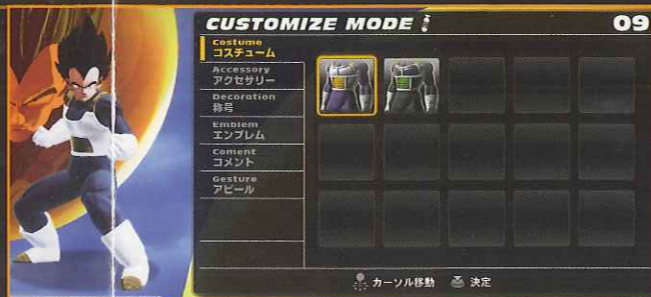 CUSTOMIZE MODE
09
Costume
コスチューム
Accessory
アクセサリー
Decoration
称号
Emblem
エンブレム
Coment
コメント
Gesture
アピール
カーソル移動 決定